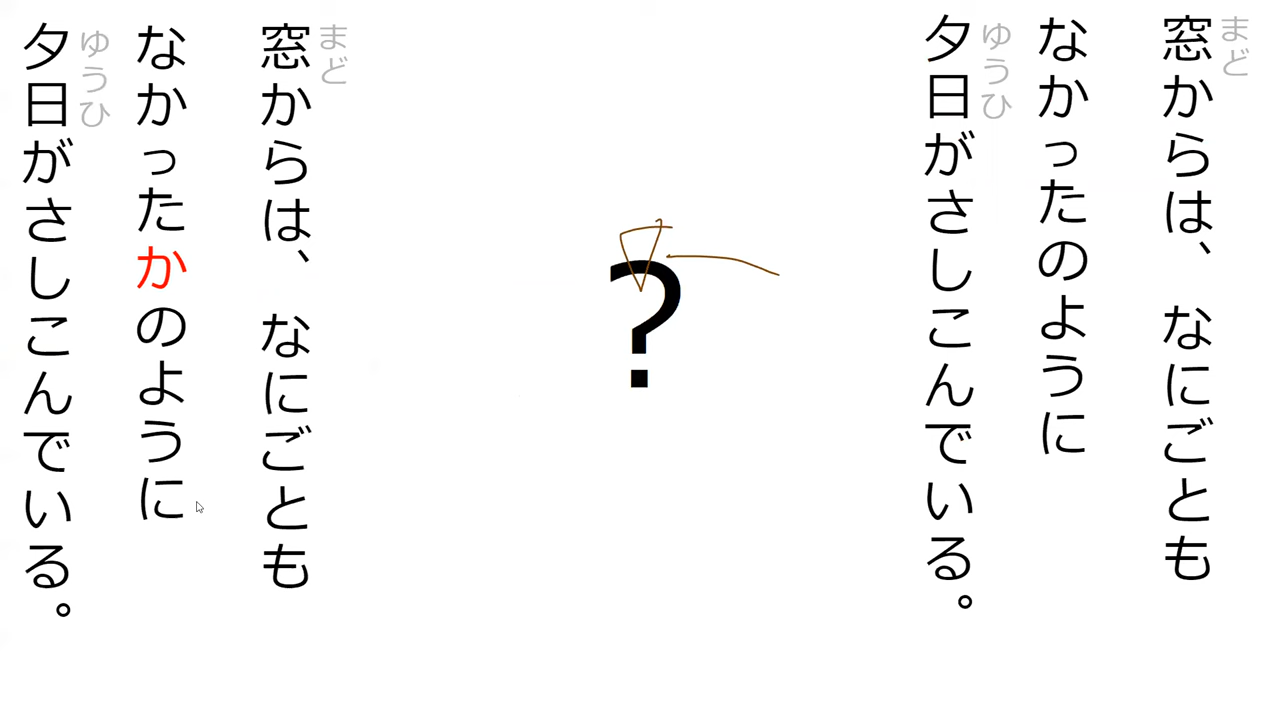 窓からは、なにごとも
まど
なかったのように
夕日がさしこんでいる。
ゆうひ
?
窓からは、なにごとも
まど
なかったかのように
夕日がさしこんでいる。
ゆうひ